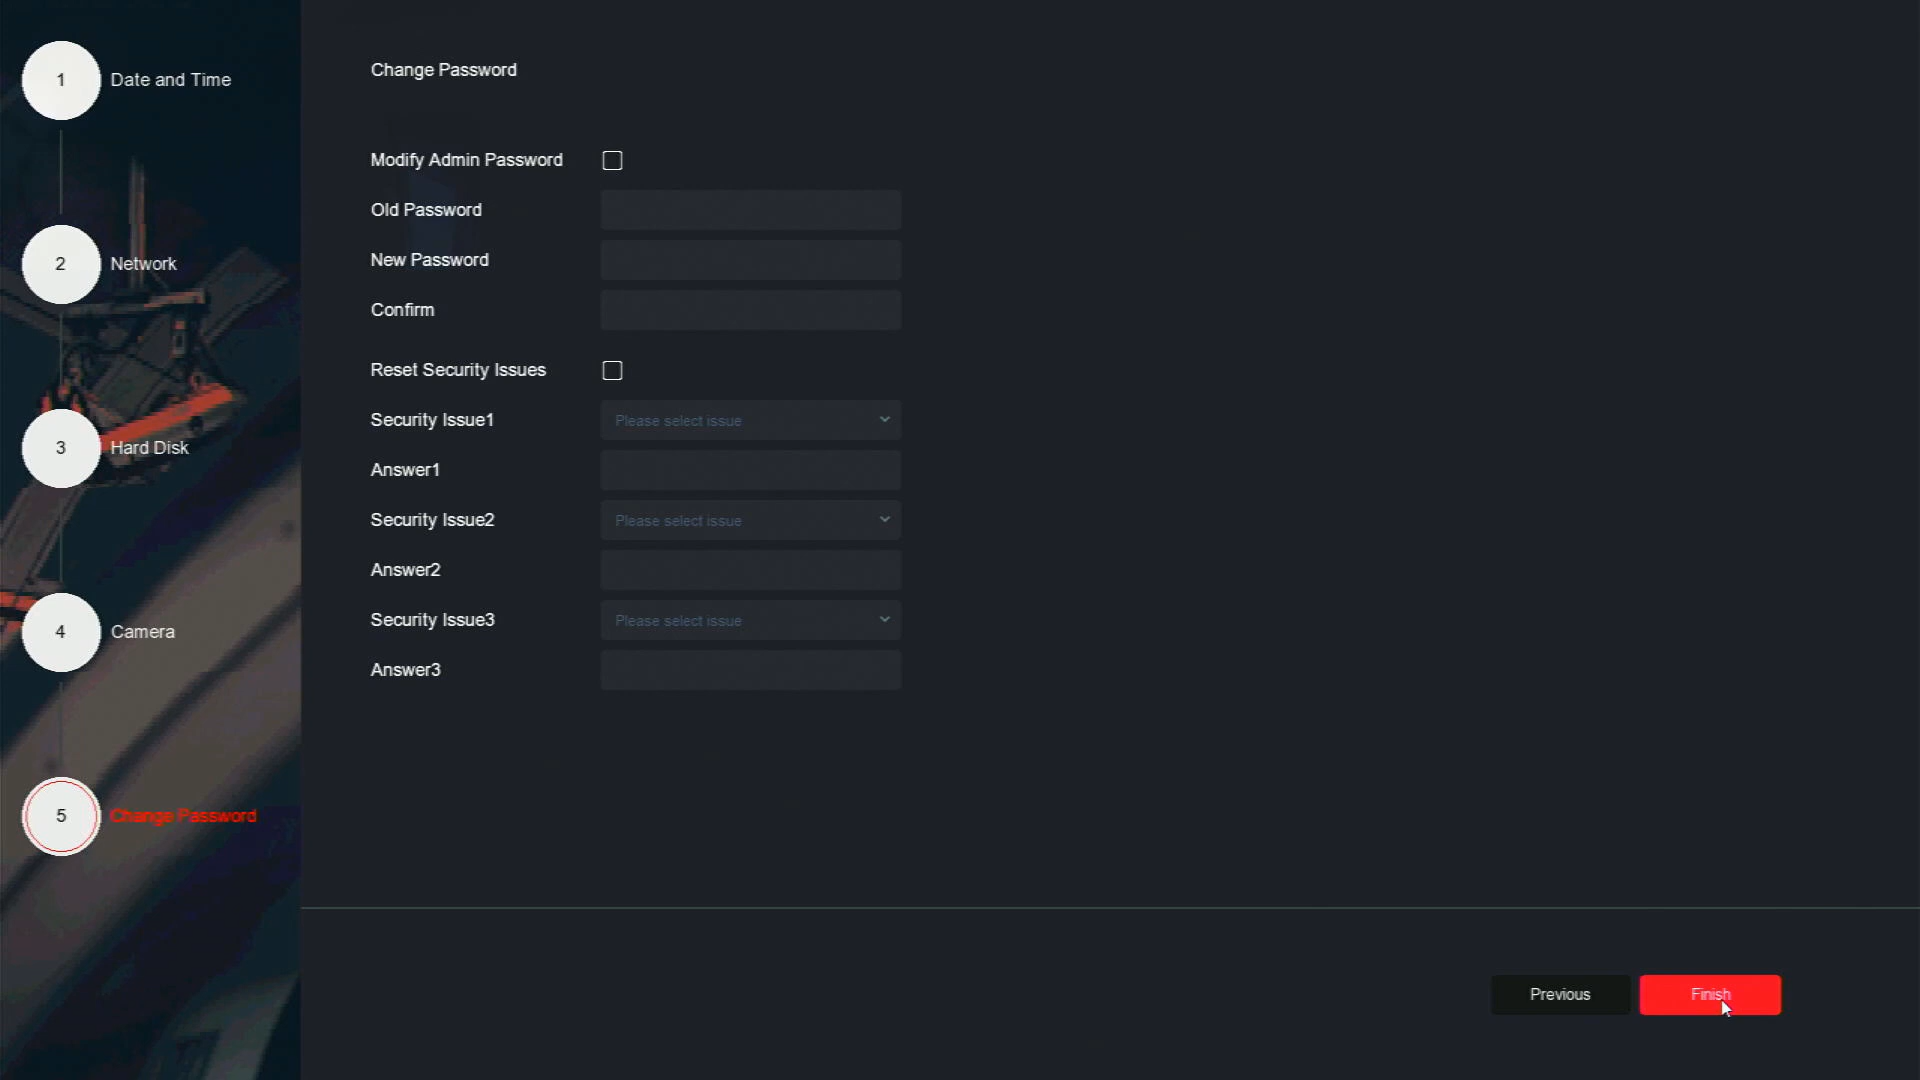 1 Date and Time
2 Network
3 Hard Disk
4 Camera
5 Change Password
Change Password
Modify Admin Password
Old Password
New Password
Confirm
Reset Security Issues
Security Issue1 Please select issue
Answer1
Security Issue2 Please select issue
Answer2
Security Issue3 Please select issue
Answer3
Previous Finish